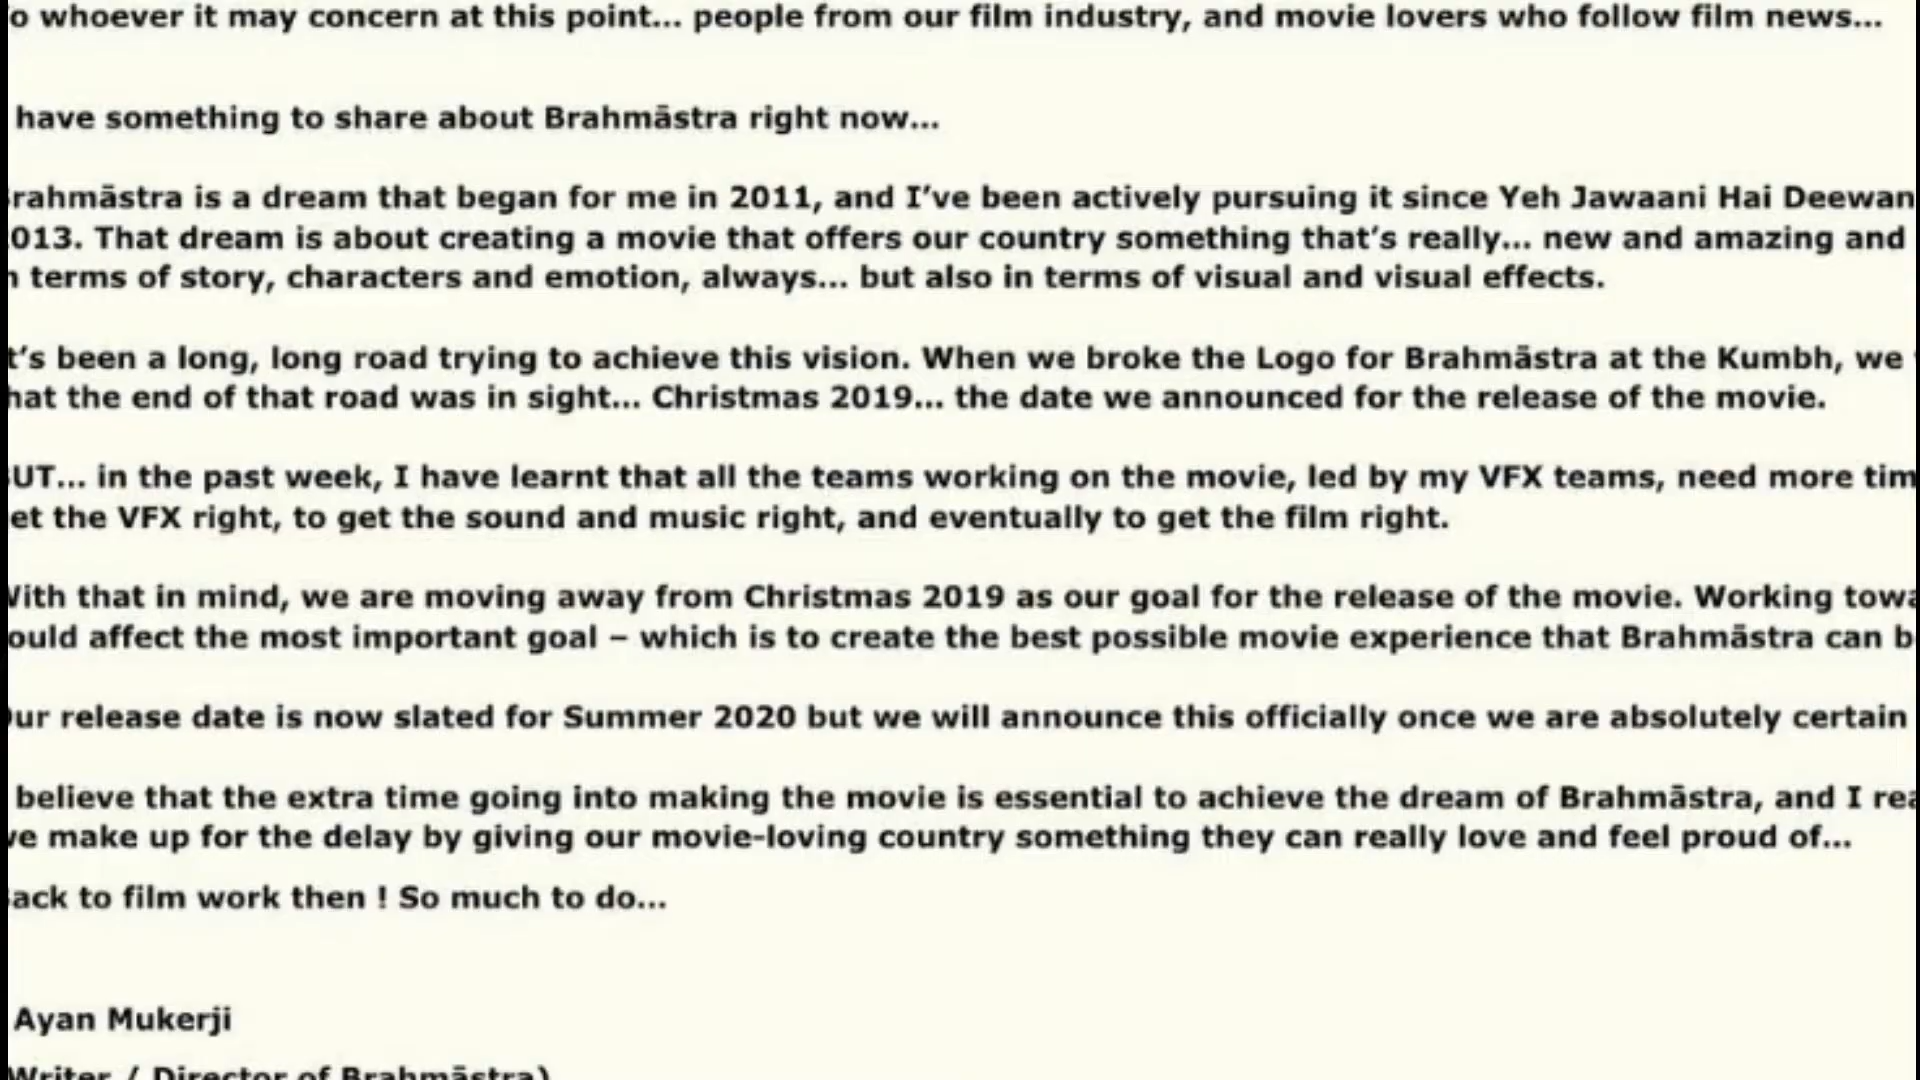 o whoever it may concern at this point... people from our film industry, and movie lovers who follow film news...
have something to share about Brahmāstra right now...
rahmāstra is a dream that began for me in 2011, and I've been actively pursuing it since Yeh Jawaani Hai Deewan
013. That dream is about creating a movie that offers our country something that's really... new and amazing and
terms of story, characters and emotion, always... but also in terms of visual and visual effects.
t's been a long, long road trying to achieve this vision. When we broke the Logo for Brahmāstra at the Kumbh, we
hat the end of that road was in sight... Christmas 2019... the date we announced for the release of the movie.
UT... in the past week, I have learnt that all the teams working on the movie, led by my VFX teams, need more tim
et the VFX right, to get the sound and music right, and eventually to get the film right.
ith that in mind, we are moving away from Christmas 2019 as our goal for the release of the movie. Working towa
ould affect the most important goal – which is to create the best possible movie experience that Brahmāstra can b
ur release date is now slated for Summer 2020 but we will announce this officially once we are absolutely certain
believe that the extra time going into making the movie is essential to achieve the dream of Brahmāstra, and I rea
e make up for the delay by giving our movie-loving country something they can really love and feel proud of...
ack to film work then ! So much to do...
Ayan Mukerji
Writer / Director of Brahmāstra)